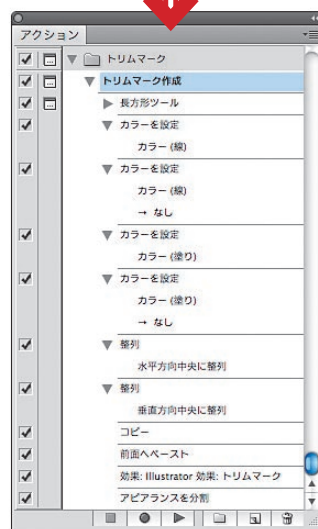 アクション
トリムマーク
トリムマーク作成
長方形ツール
カラーを設定
カラー (線)
カラーを設定
カラー (線)
→ なし
カラーを設定
カラー (塗り)
カラーを設定
カラー (塗り)
→ なし
整列
水平方向中央に整列
整列
垂直方向中央に整列
コピー
前面へペースト
効果: Illustrator 効果: トリムマーク
アピアランスを分割